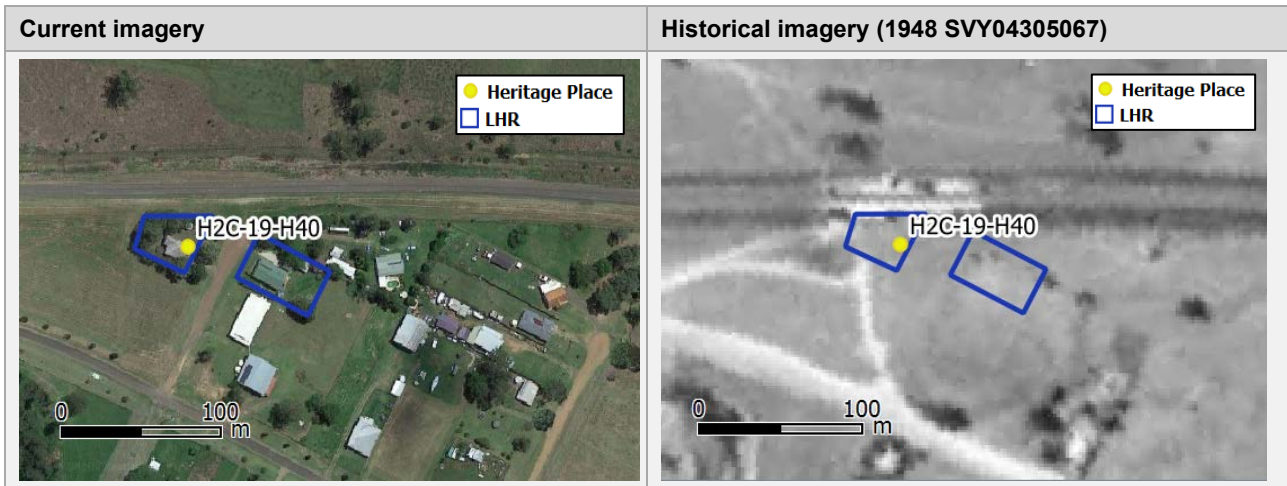 Current imagery
Historical imagery (1948 SVY04305067)
Heritage Place
LHR
H2C-19-H40
0
100
m
Heritage Place
LHR
H2C-19-H40
0
100
m